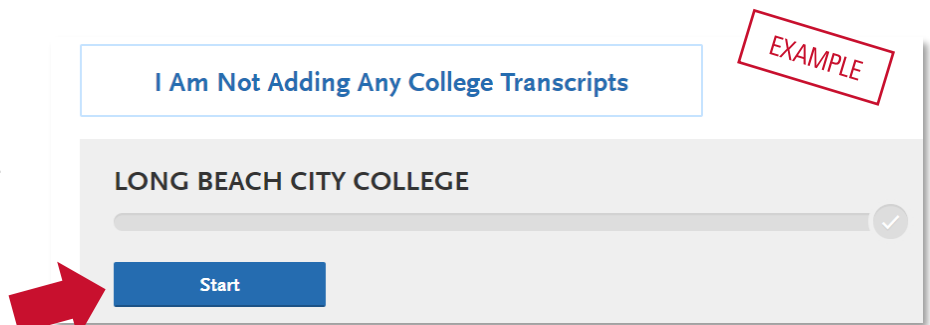 EXAMPLE
I Am Not Adding Any College Transcripts
LONG BEACH CITY COLLEGE
Start